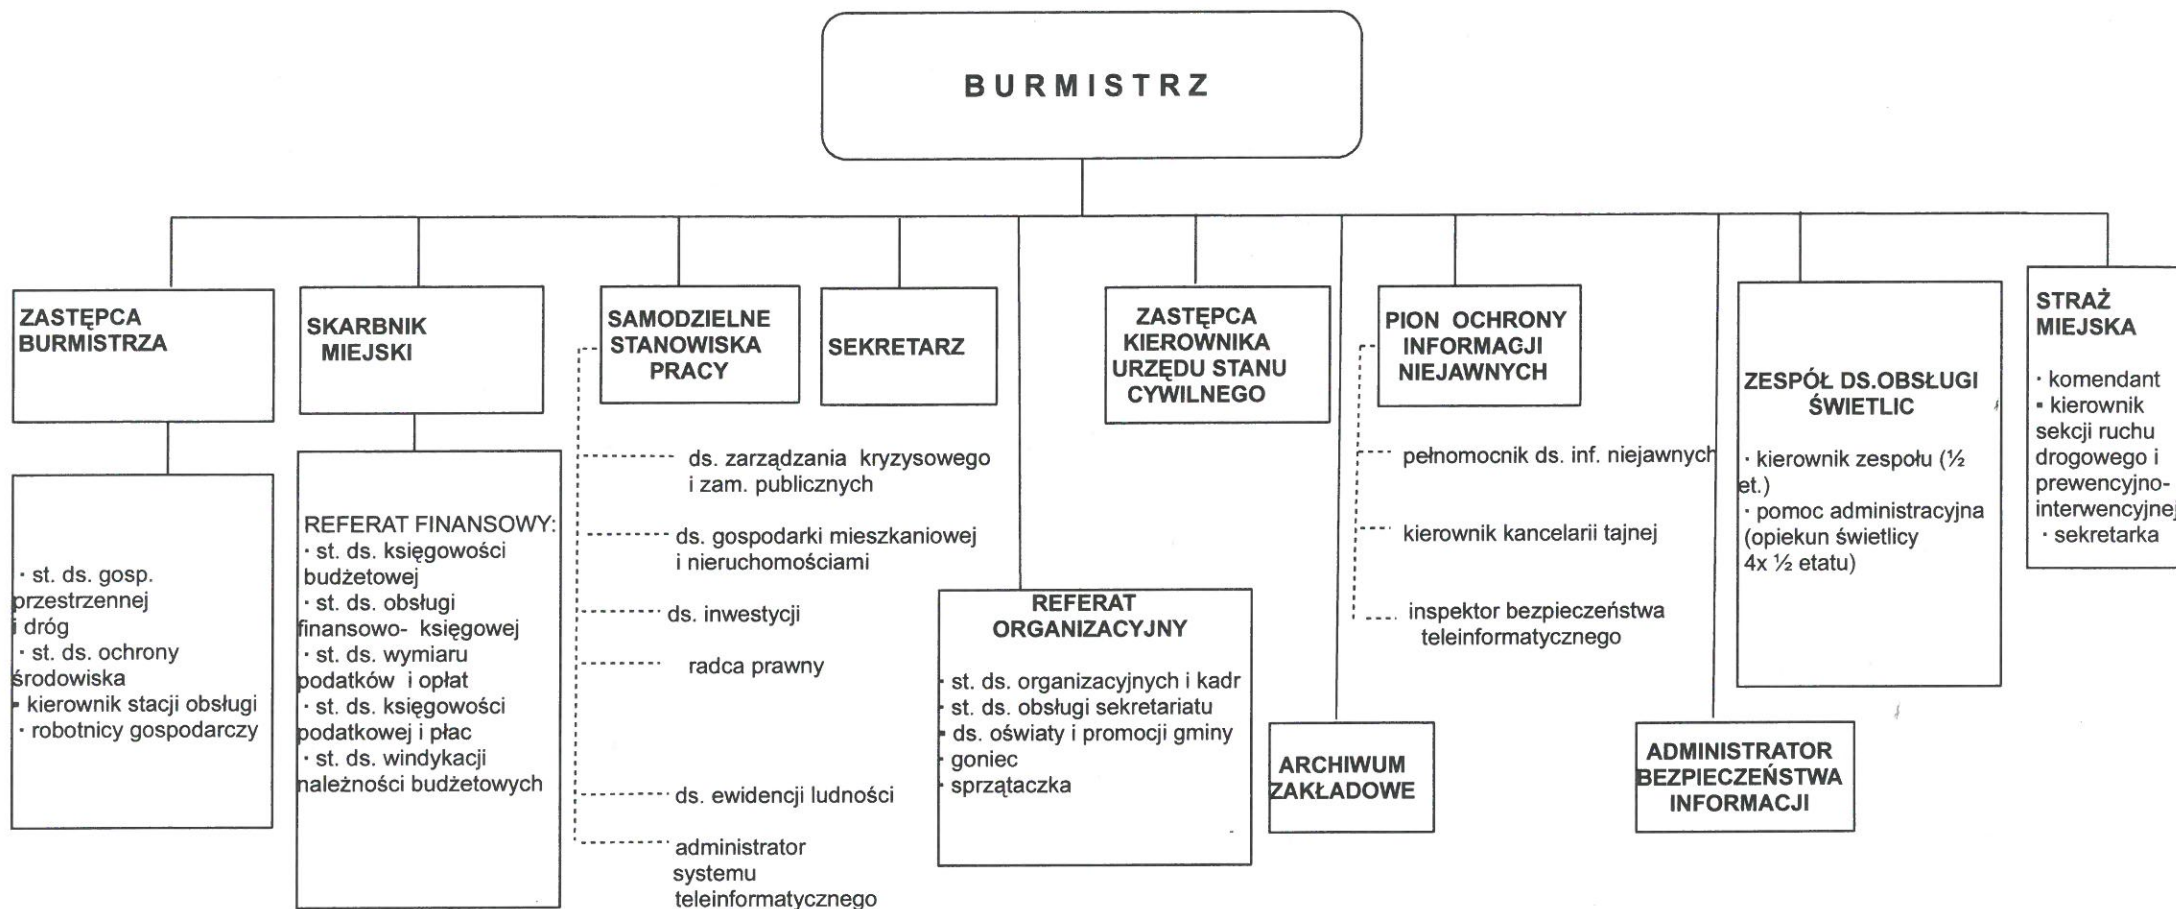 BURMISTRZ
ZASTĘPCA
BURMISTRZA
· st. ds. gosp.
przestrzennej
i dróg
· st. ds. ochrony
środowiska
▪ kierownik stacji obsługi
· robotnicy gospodarczy
SKARBNIK
MIEJSKI
REFERAT FINANSOWY:
· st. ds. księgowości
budżetowej
· st. ds. obsługi
finansowo- księgowej
· st. ds. wymiaru
podatków i opłat
· st. ds. księgowości
podatkowej i płac
· st. ds. windykacji
należności budżetowych
SAMODZIELNE
STANOWISKA
PRACY
ds. zarządzania kryzysowego
i zam. publicznych
ds. gospodarki mieszkaniowej
i nieruchomościami
ds. inwestycji
radca prawny
ds. ewidencji ludności
administrator
systemu
teleinformatycznego
SEKRETARZ
REFERAT
ORGANIZACYJNY
· st. ds. organizacyjnych i kadr
· st. ds. obsługi sekretariatu
▪ ds. oświaty i promocji gminy
· goniec
· sprzątaczka
ZASTĘPCA
KIEROWNIKA
URZĘDU STANU
CYWILNEGO
ARCHIWUM
ZAKŁADOWE
PION OCHRONY
INFORMACJI
NIEJAWNYCH
pełnomocnik ds. inf. niejawnych
kierownik kancelarii tajnej
inspektor bezpieczeństwa
teleinformatycznego
ADMINISTRATOR
BEZPIECZEŃSTWA
INFORMACJI
ZESPÓŁ DS.OBSŁUGI
ŚWIETLIC
· kierownik zespołu (½
et.)
· pomoc administracyjna
(opiekun świetlicy
4x ½ etatu)
STRAŻ
MIEJSKA
· komendant
▪ kierownik
sekcji ruchu
drogowego i
prewencyjno-
interwencyjnej
· sekretarka